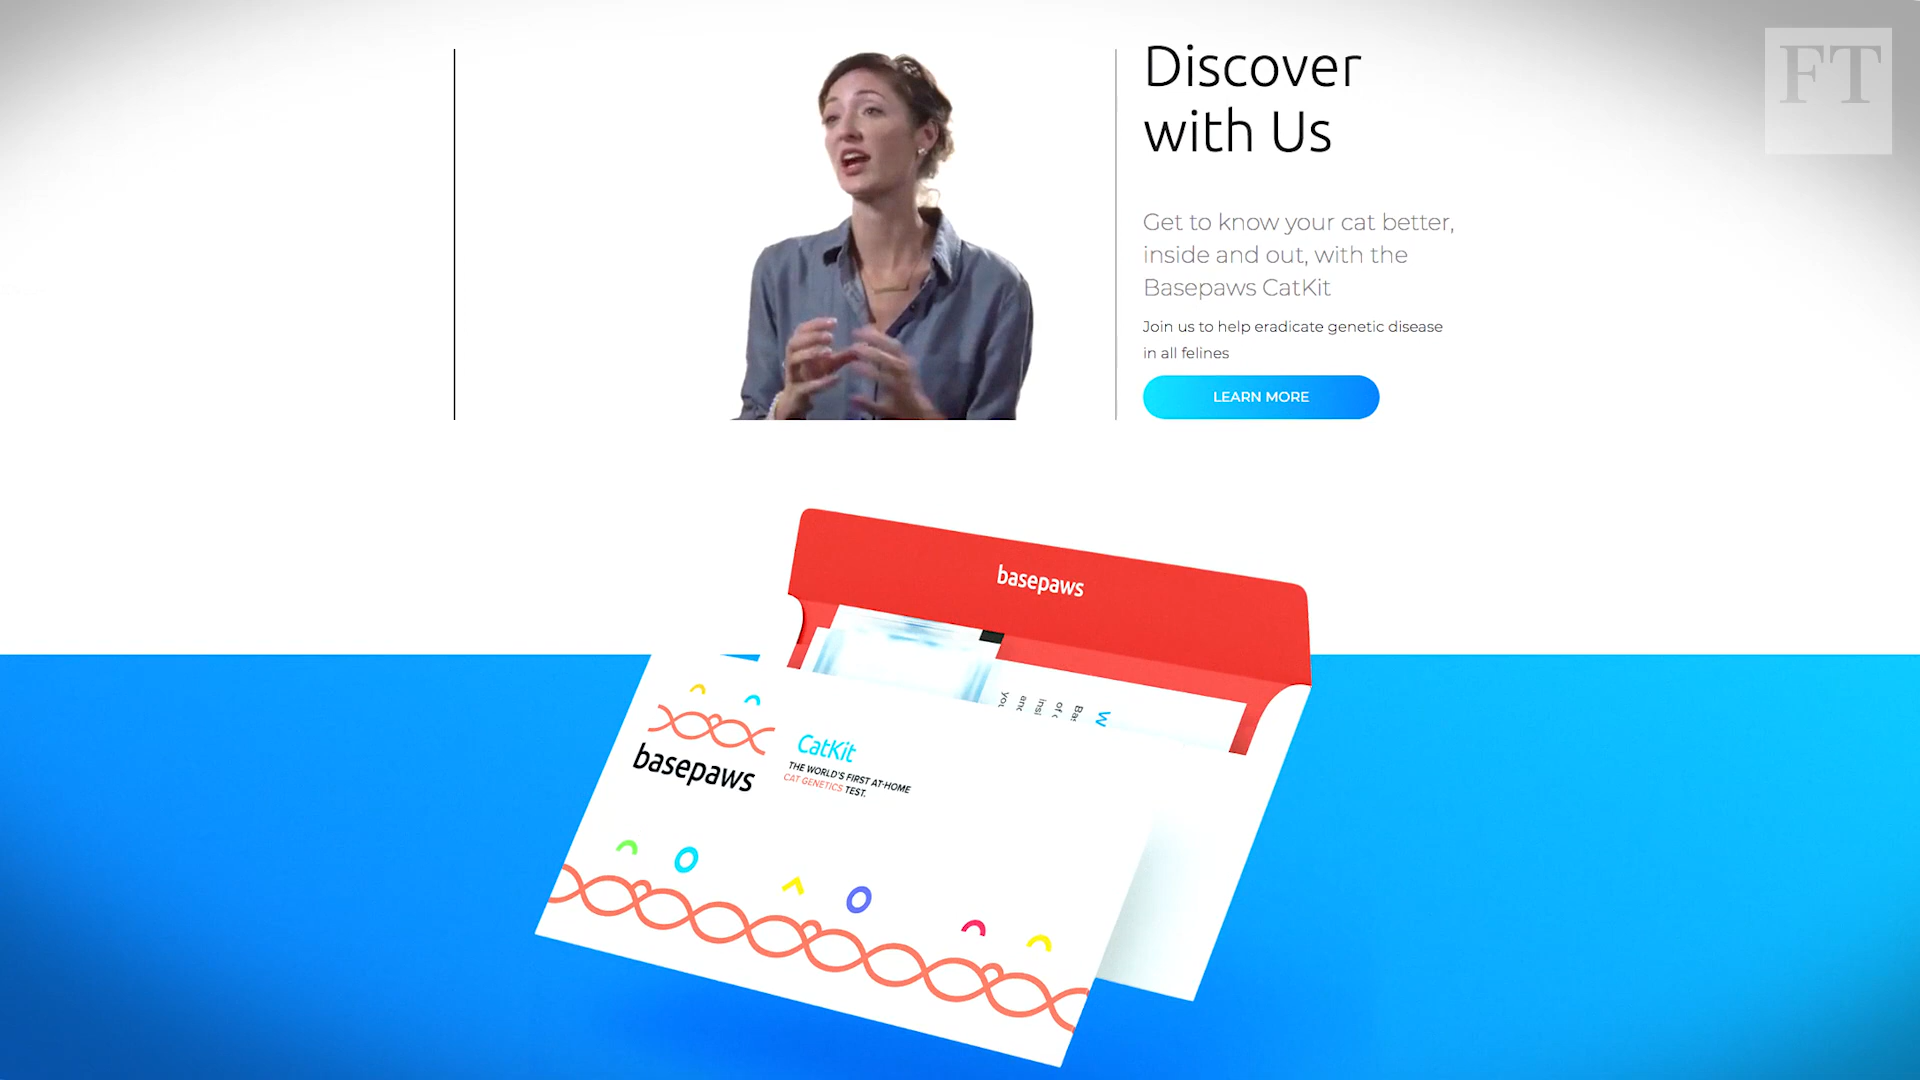 FT
Discover
with Us
Get to know your cat better,
inside and out, with the
Basepaws CatKit
Join us to help eradicate genetic disease
in all felines
LEARN MORE
basepaws
W
of
basepaws
CatKit
THE WORLD'S FIRST AT-HOME
CAT GENETICS TEST.